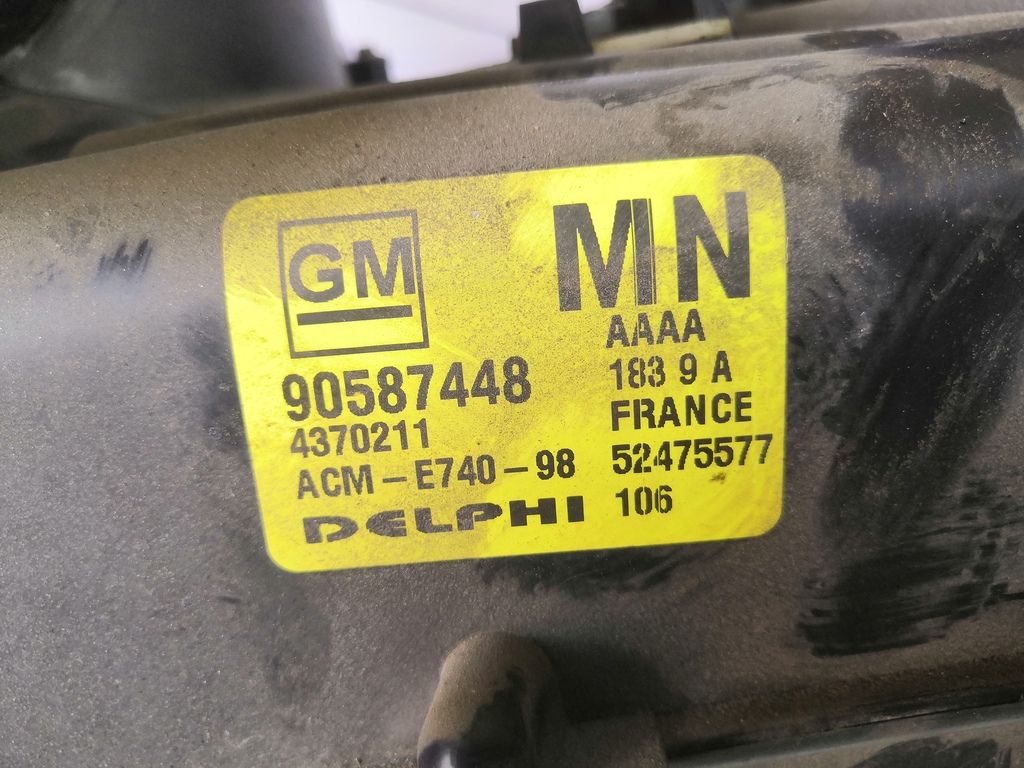 GM
90587448
4370211
ACM - E740 - 98
DELPHI
MN
AAAA
183 9 A
FRANCE
52475577
106